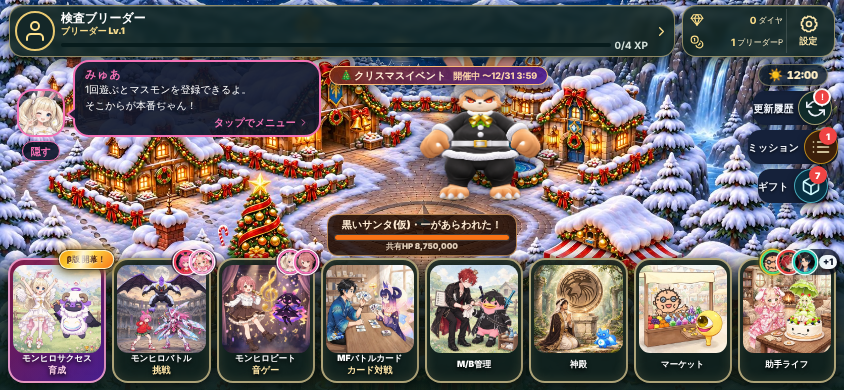 検査ブリーダー
ブリーダー Lv.1
0/4 XP
0 ダイヤ
1 ブリーダーP
設定
みゅあ
1回遊ぶとマスモンを登録できるよ。
そこからが本番ぢゃん！
タップでメニュー
隠す
🎄クリスマスイベント 開催中 〜12/31 3:59
☀️ 12:00
更新履歴
!
ミッション
1
ギフト
7
黒いサンタ(仮)・一があらわれた！
共有HP 8,750,000
β版開幕！
+1
モンヒロサクセス
育成
モンヒロバトル
挑戦
モンヒロビート
音ゲー
MFバトルカード
カード対戦
M/B管理
神殿
マーケット
助手ライフ